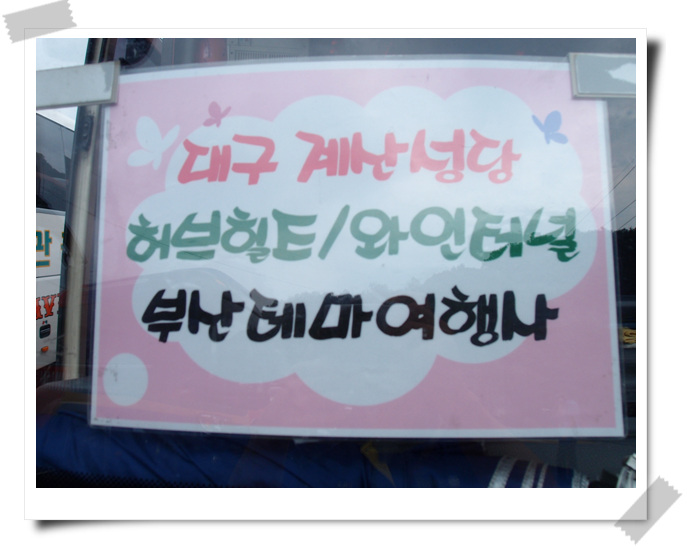 대구 계산성당
허브힐즈/와인터널
부산테마여행사